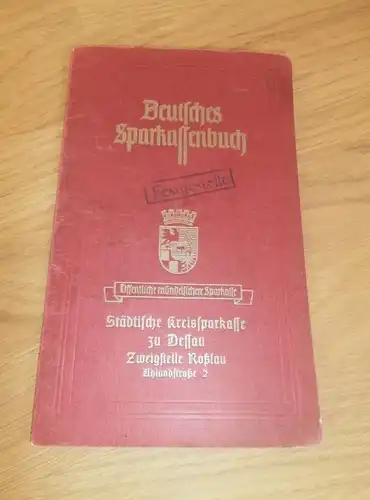 Deutsches
Sparkassenbuch
Öffentliche mündelsichere Sparkasse
Städtische Kreissparkasse
zu Dessau
Zweigstelle Roßlau
Uhlandstraße 2